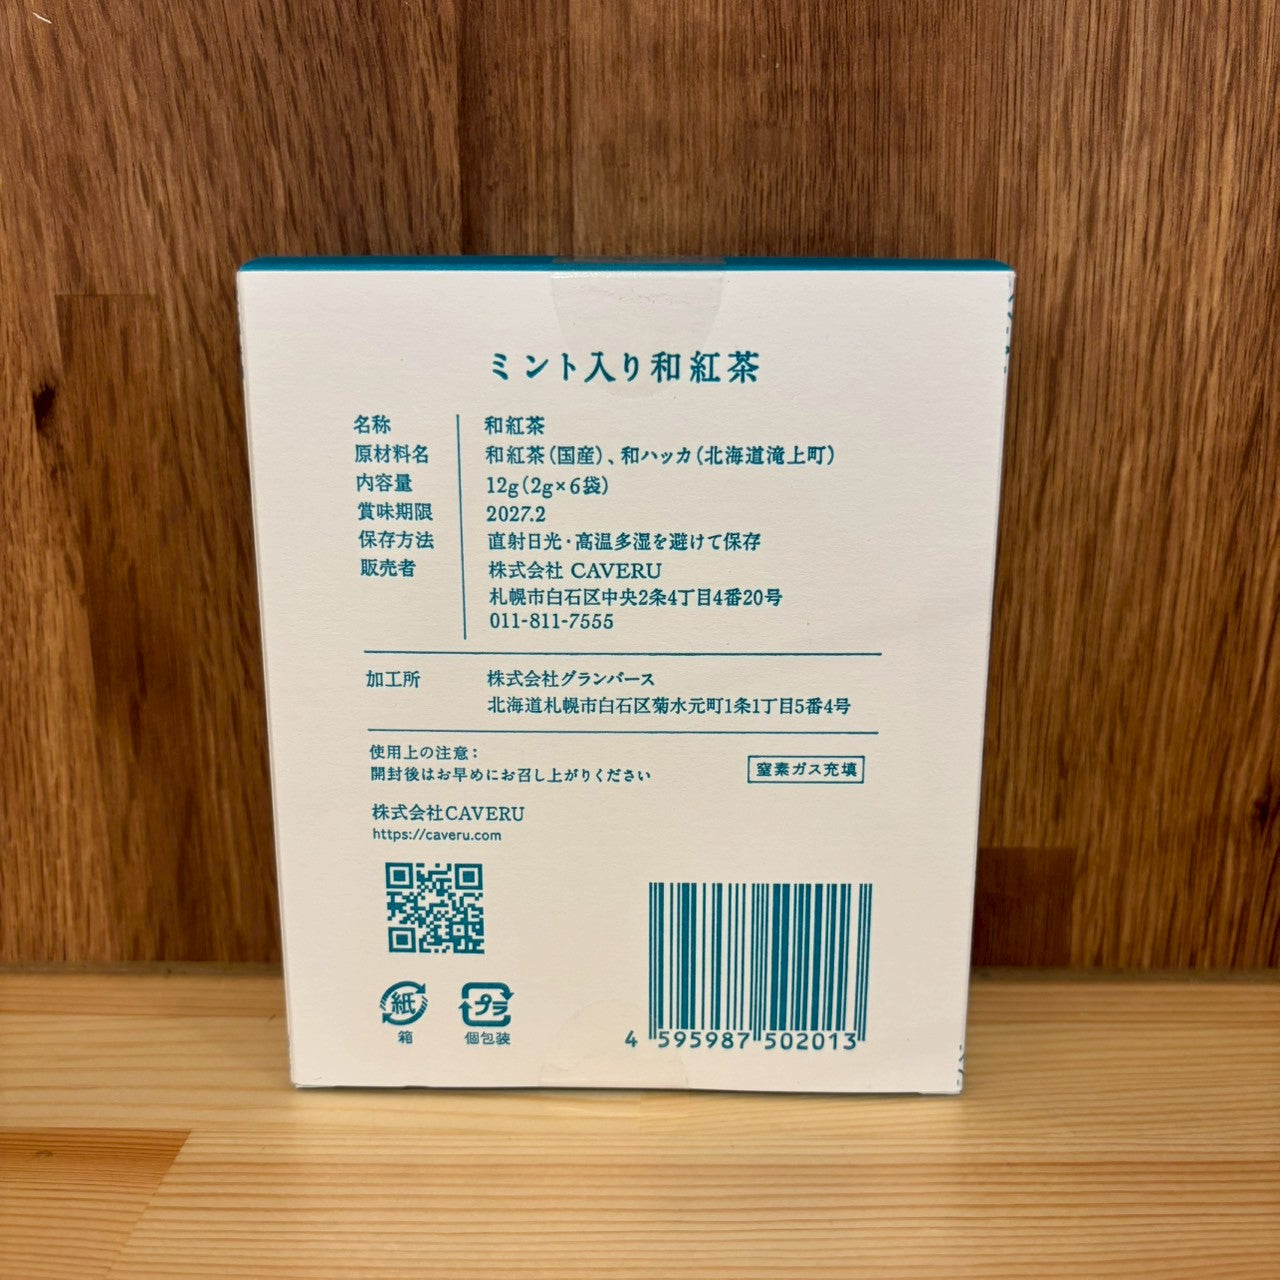 ミント入り和紅茶
名称 和紅茶
原材料名 和紅茶(国産)、和ハッカ(北海道滝上町)
内容量 12g(2g×6袋)
賞味期限 2027.2
保存方法 直射日光・高温多湿を避けて保存
販売者 株式会社 CAVERU
札幌市白石区中央2条4丁目4番20号
011-811-7555
加工所 株式会社グランバース
北海道札幌市白石区菊水元町1条1丁目5番4号
使用上の注意:
開封後はお早めにお召し上がりください
窒素ガス充填
株式会社CAVERU
https://caveru.com
紙
箱
プラ
個包装
4 595987 502013